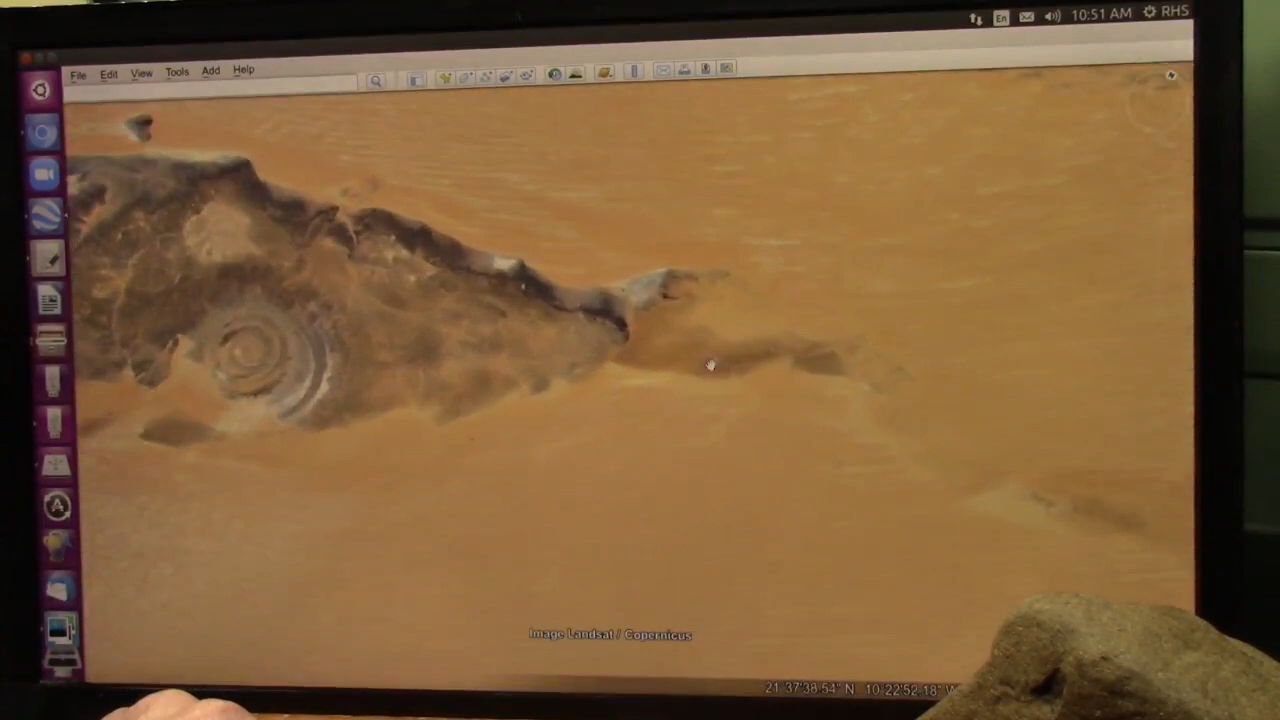 En 10:51 AM RHS
File Edit View Tools Add Help
A
Image Landsat / Copernicus
21°37'38.54" N 10°22'52.18"